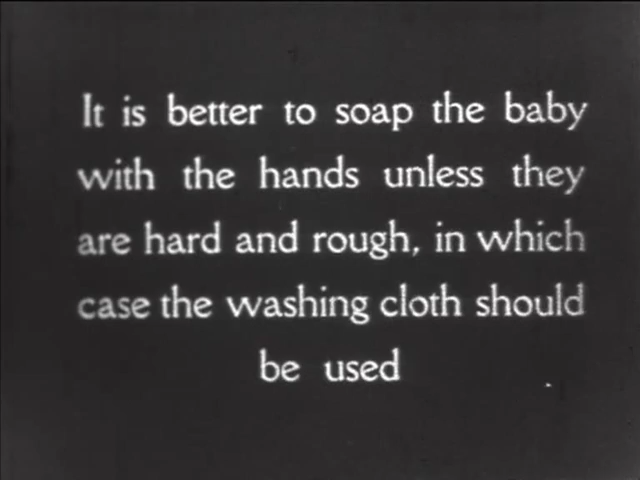 It is better to soap the baby
with the hands unless they
are hard and rough, in which
case the washing cloth should
be used